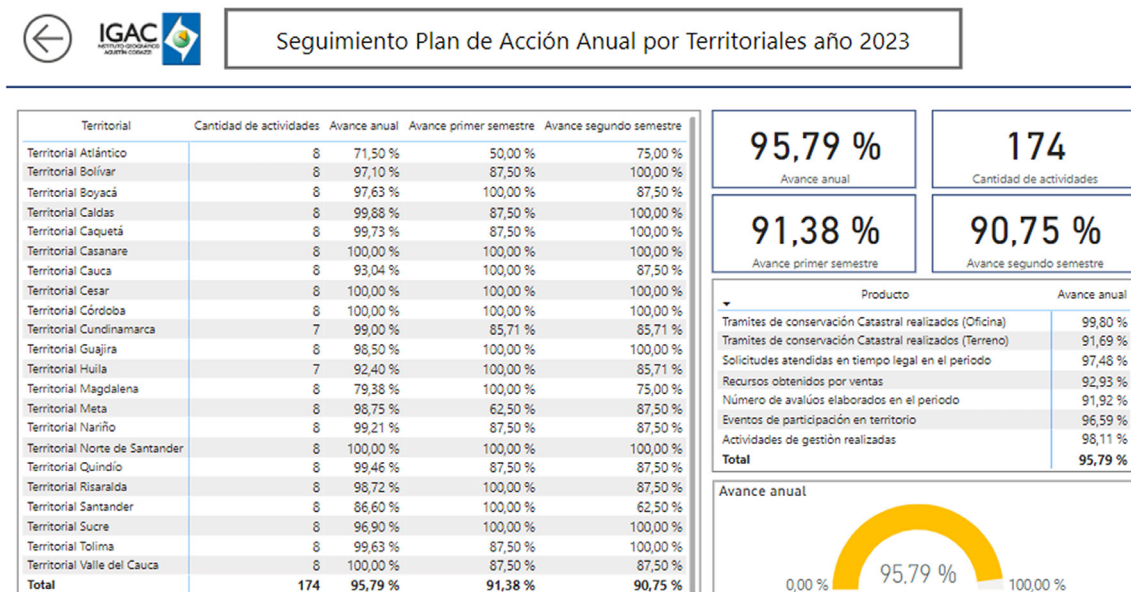 IGAC
INSTITUTO GEOGRÁFICO
AGUSTÍN CODAZZI
Seguimiento Plan de Acción Anual por Territoriales año 2023
Territorial Cantidad de actividades Avance anual Avance primer semestre Avance segundo semestre
Territorial Atlántico 8 71,50 % 50,00 % 75,00 %
Territorial Bolívar 8 97,10 % 87,50 % 100,00 %
Territorial Boyacá 8 97,63 % 100,00 % 87,50 %
Territorial Caldas 8 99,88 % 87,50 % 100,00 %
Territorial Caquetá 8 99,73 % 87,50 % 100,00 %
Territorial Casanare 8 100,00 % 100,00 % 100,00 %
Territorial Cauca 8 93,04 % 100,00 % 87,50 %
Territorial Cesar 8 100,00 % 100,00 % 100,00 %
Territorial Córdoba 8 100,00 % 100,00 % 100,00 %
Territorial Cundinamarca 7 99,00 % 85,71 % 85,71 %
Territorial Guajira 8 98,50 % 100,00 % 100,00 %
Territorial Huila 7 92,40 % 100,00 % 85,71 %
Territorial Magdalena 8 79,38 % 100,00 % 75,00 %
Territorial Meta 8 98,75 % 62,50 % 87,50 %
Territorial Nariño 8 99,21 % 87,50 % 87,50 %
Territorial Norte de Santander 8 100,00 % 100,00 % 100,00 %
Territorial Quindío 8 99,46 % 87,50 % 87,50 %
Territorial Risaralda 8 98,72 % 100,00 % 87,50 %
Territorial Santander 8 86,60 % 100,00 % 62,50 %
Territorial Sucre 8 96,90 % 100,00 % 100,00 %
Territorial Tolima 8 99,63 % 87,50 % 100,00 %
Territorial Valle del Cauca 8 100,00 % 87,50 % 87,50 %
Total 174 95,79 % 91,38 % 90,75 %
95,79 %
Avance anual
174
Cantidad de actividades
91,38 %
Avance primer semestre
90,75 %
Avance segundo semestre
Producto Avance anual
Tramites de conservación Catastral realizados (Oficina) 99,80 %
Tramites de conservación Catastral realizados (Terreno) 91,69 %
Solicitudes atendidas en tiempo legal en el periodo 97,48 %
Recursos obtenidos por ventas 92,93 %
Número de avalúos elaborados en el periodo 91,92 %
Eventos de participación en territorio 96,59 %
Actividades de gestión realizadas 98,11 %
Total 95,79 %
Avance anual
95,79 %
0,00 % 100,00 %